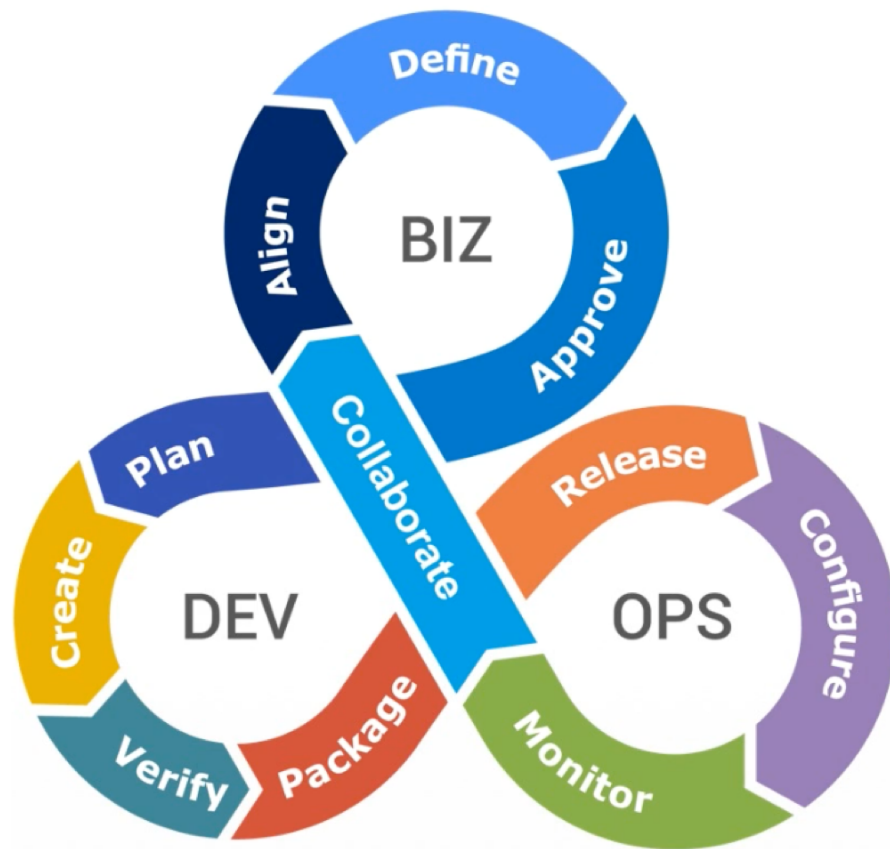 Define
Align
BIZ
Approve
Collaborate
Plan
Create
DEV
Verify
Package
Release
Configure
OPS
Monitor